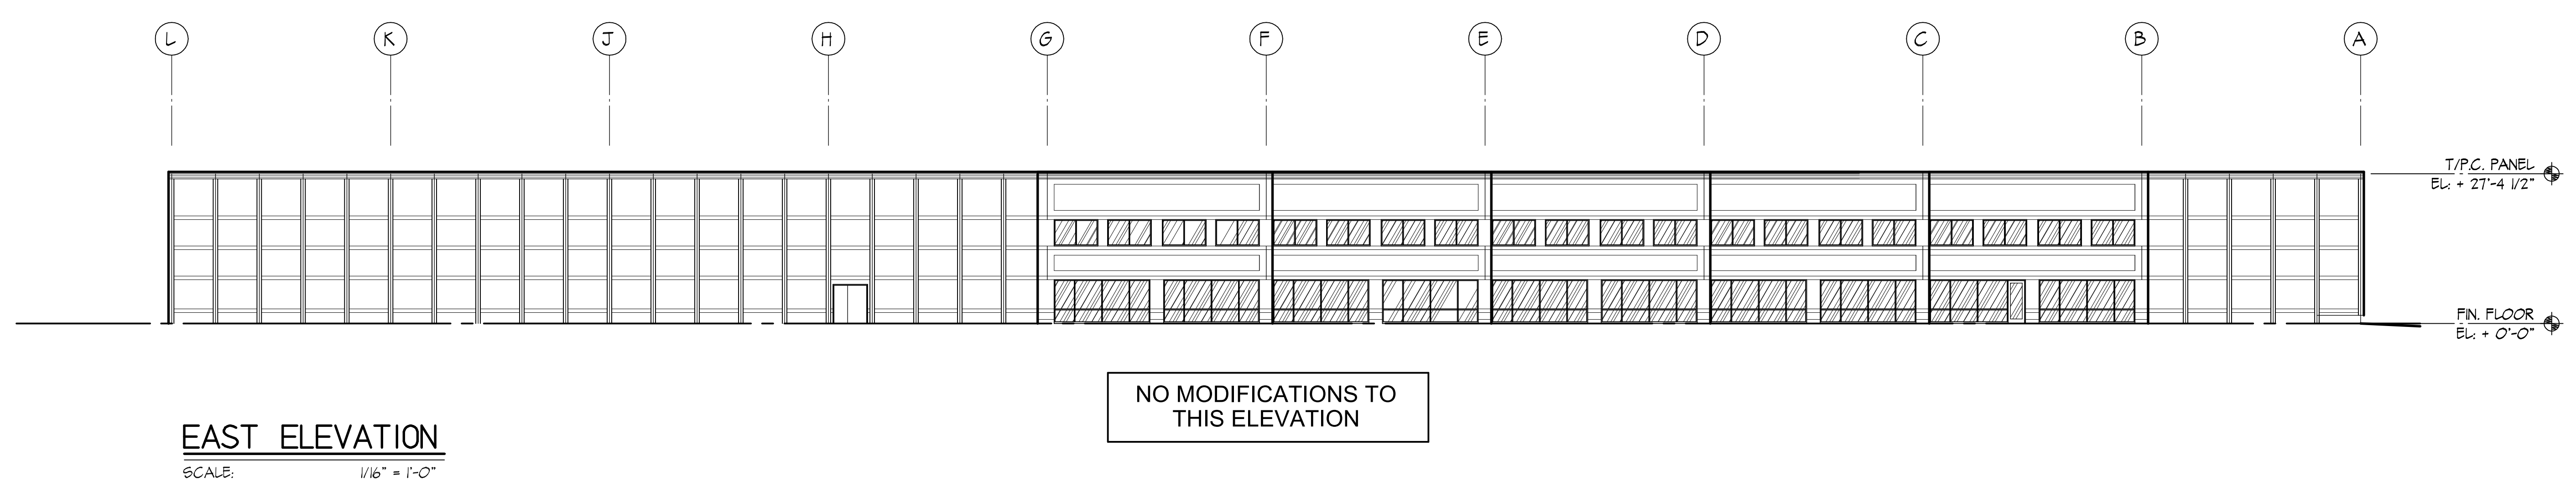 L K J H G F E D C B A
T/P.C. PANEL
EL: + 27'-4 1/2"
FIN. FLOOR
EL: + 0'-0"
NO MODIFICATIONS TO
THIS ELEVATION
EAST ELEVATION
SCALE: 1/16" = 1'-0"